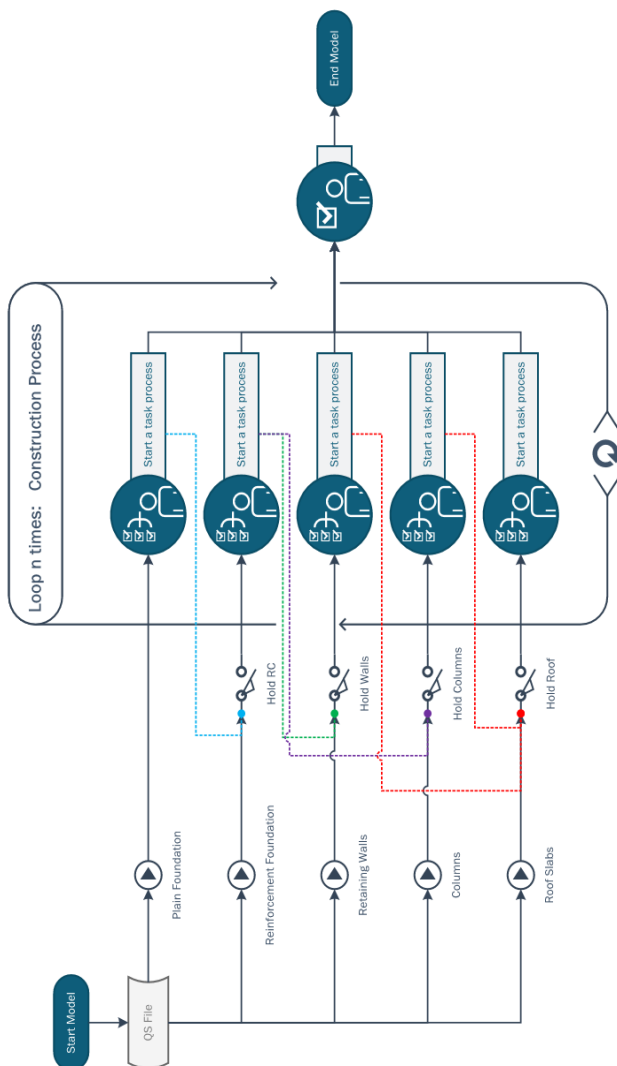 Start Model
QS File
Plain Foundation
Reinforcement Foundation
Retaining Walls
Columns
Roof Slabs
Hold RC
Hold Walls
Hold Columns
Hold Roof
Loop n times: Construction Process
Start a task process
Start a task process
Start a task process
Start a task process
Start a task process
End Model